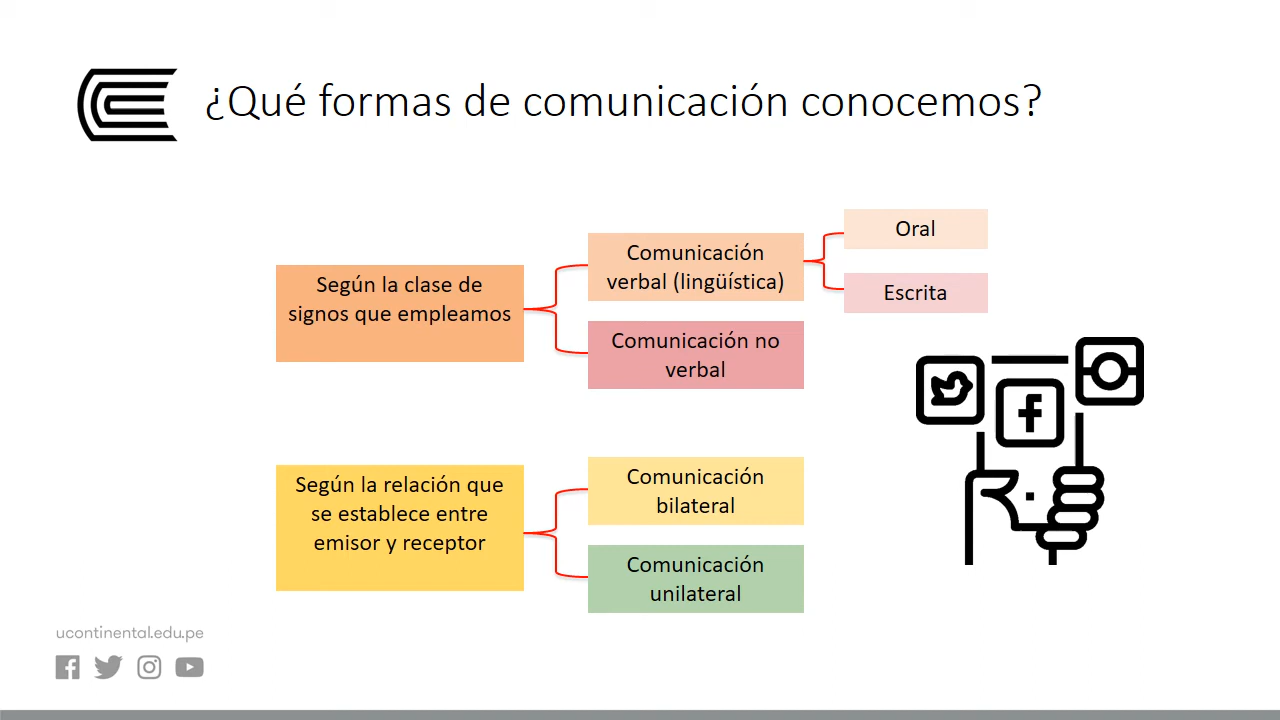 ¿Qué formas de comunicación conocemos?
Oral
Comunicación
verbal (lingüística)
Según la clase de
signos que empleamos
Escrita
Comunicación no
verbal
Según la relación que
se establece entre
emisor y receptor
Comunicación
bilateral
Comunicación
unilateral
ucontinental.edu.pe